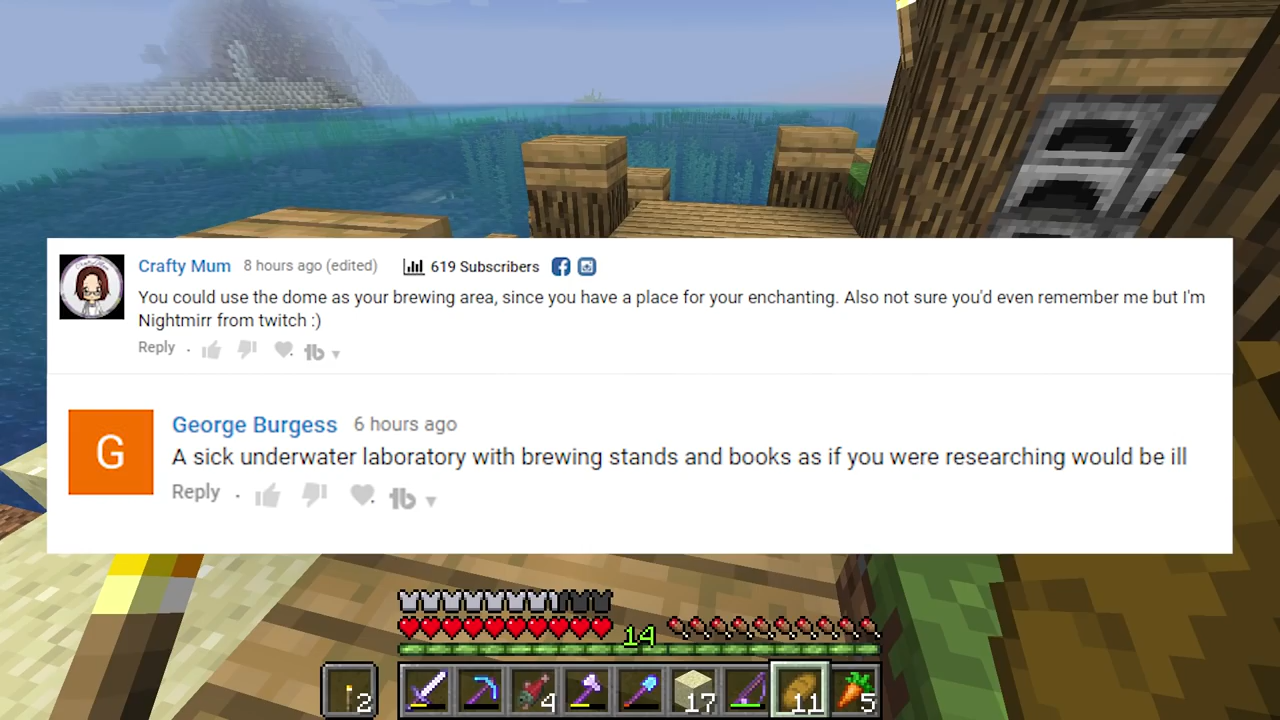 Crafty Mum 8 hours ago (edited) 619 Subscribers
You could use the dome as your brewing area, since you have a place for your enchanting. Also not sure you'd even remember me but I'm
Nightmirr from twitch :)
Reply
G
George Burgess 6 hours ago
A sick underwater laboratory with brewing stands and books as if you were researching would be ill
Reply
14
2 4 17 11 5